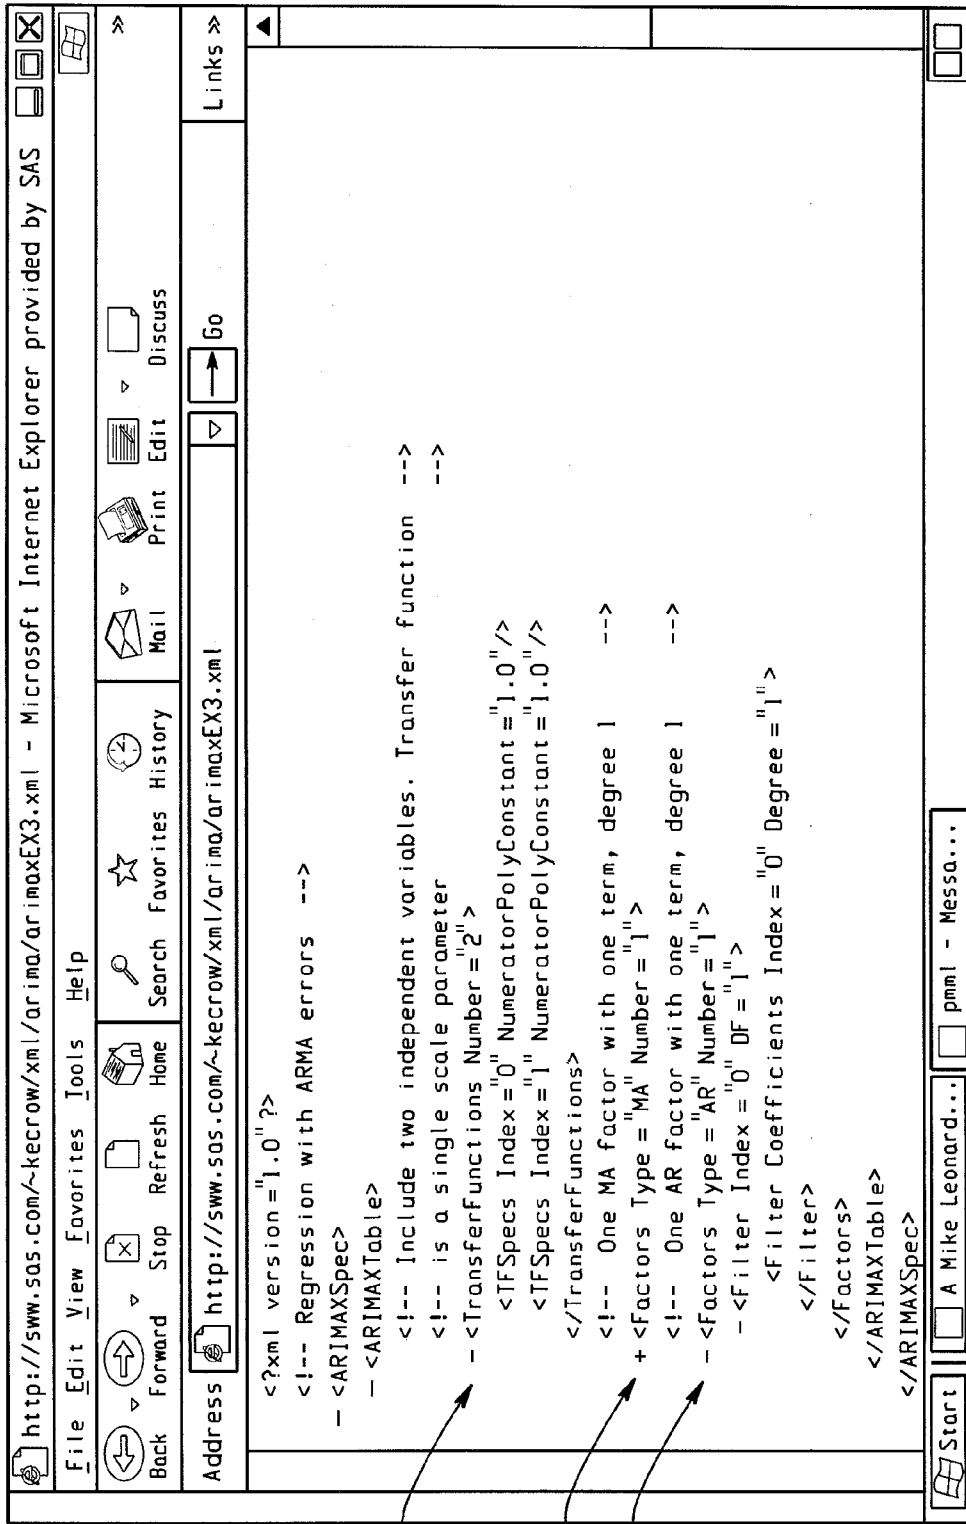 http://sww.sas.com/~kecrow/xml/arima/arimaxEX3.xml - Microsoft Internet Explorer provided by SAS
File Edit View Favorites Tools Help
Back Forward Stop Refresh Home Search Favorites History Mail Print Edit Discuss »
Address http://sww.sas.com/~kecrow/xml/arima/arimaxEX3.xml Go Links »
<?xml version="1.0"?>
<!-- Regression with ARMA errors -->
- <ARIMAXSpec>
- <ARIMAXTable>
<!-- Include two independent variables. Transfer function -->
<!-- is a single scale parameter -->
- <TransferFunctions Number="2">
<TFSpecs Index="0" NumeratorPolyConstant="1.0"/>
<TFSpecs Index="1" NumeratorPolyConstant="1.0"/>
</TransferFunctions>
<!-- One MA factor with one term, degree 1 -->
+ <Factors Type="MA" Number="1">
<!-- One AR factor with one term, degree 1 -->
- <Factors Type="AR" Number="1">
- <Filter Index="0" DF="1">
<Filter Coefficients Index="0" Degree="1">
</Filter>
</Factors>
</ARIMAXTable>
</ARIMAXSpec>
Start A Mike Leonard... pmml - Messa...